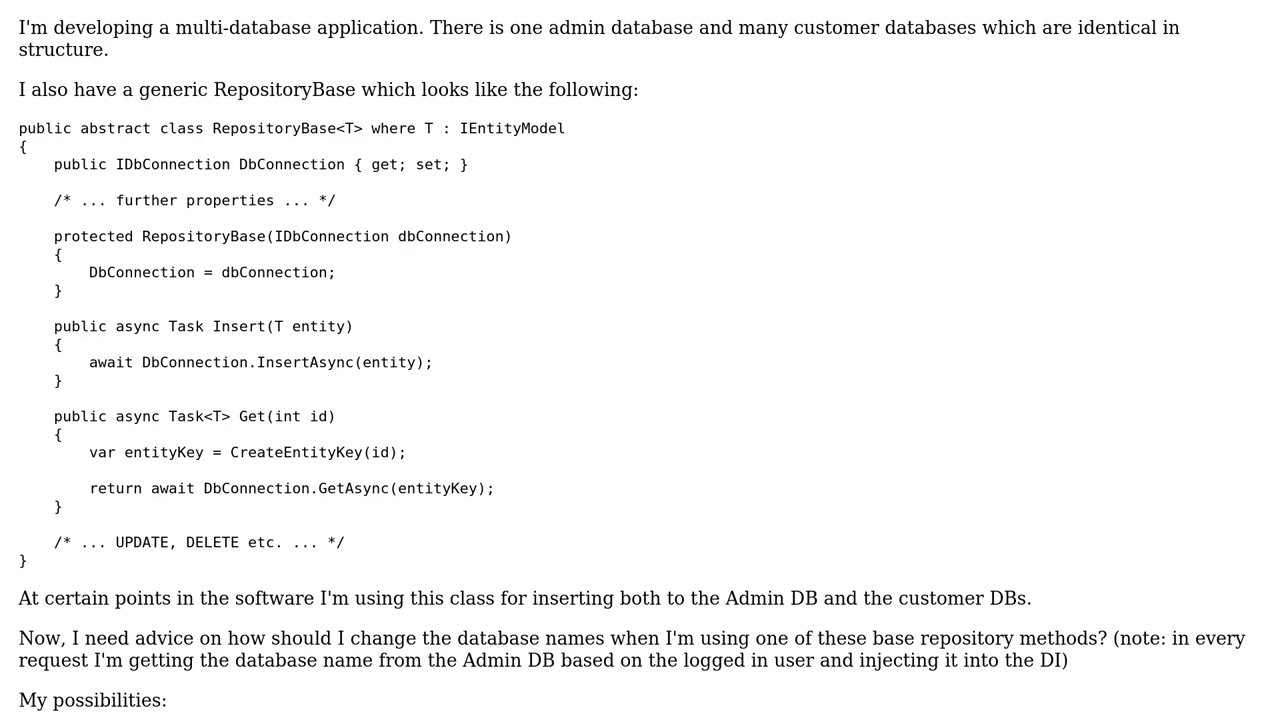 I'm developing a multi-database application. There is one admin database and many customer databases which are identical in
structure.
I also have a generic RepositoryBase which looks like the following:
public abstract class RepositoryBase<T> where T : IEntityModel
{
    public IDbConnection DbConnection { get; set; }
    /* ... further properties ... */
    protected RepositoryBase(IDbConnection dbConnection)
    {
        DbConnection = dbConnection;
    }
    public async Task Insert(T entity)
    {
        await DbConnection.InsertAsync(entity);
    }
    public async Task<T> Get(int id)
    {
        var entityKey = CreateEntityKey(id);
        return await DbConnection.GetAsync(entityKey);
    }
    /* ... UPDATE, DELETE etc. ... */
}
At certain points in the software I'm using this class for inserting both to the Admin DB and the customer DBs.
Now, I need advice on how should I change the database names when I'm using one of these base repository methods? (note: in every
request I'm getting the database name from the Admin DB based on the logged in user and injecting it into the DI)
My possibilities: